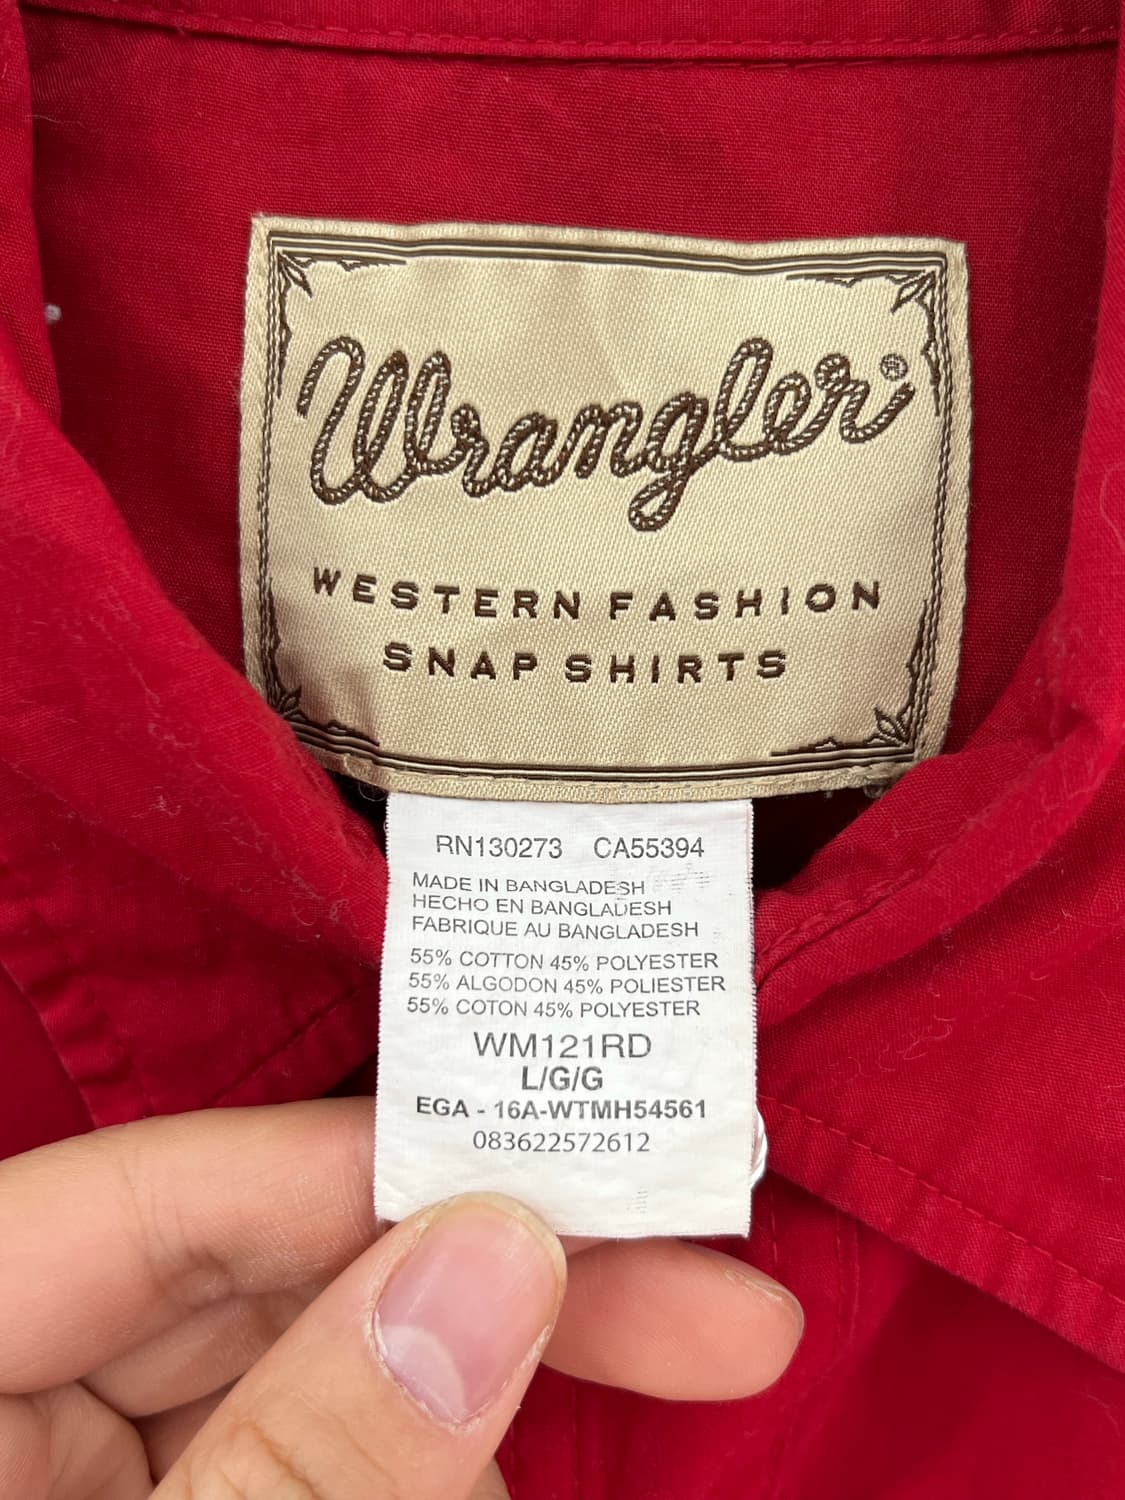 Wrangler®
WESTERN FASHION
SNAP SHIRTS
RN130273 CA55394
MADE IN BANGLADESH
HECHO EN BANGLADESH
FABRIQUE AU BANGLADESH
55% COTTON 45% POLYESTER
55% ALGODON 45% POLIESTER
55% COTON 45% POLYESTER
WM121RD
L/G/G
EGA - 16A-WTMH54561
083622572612